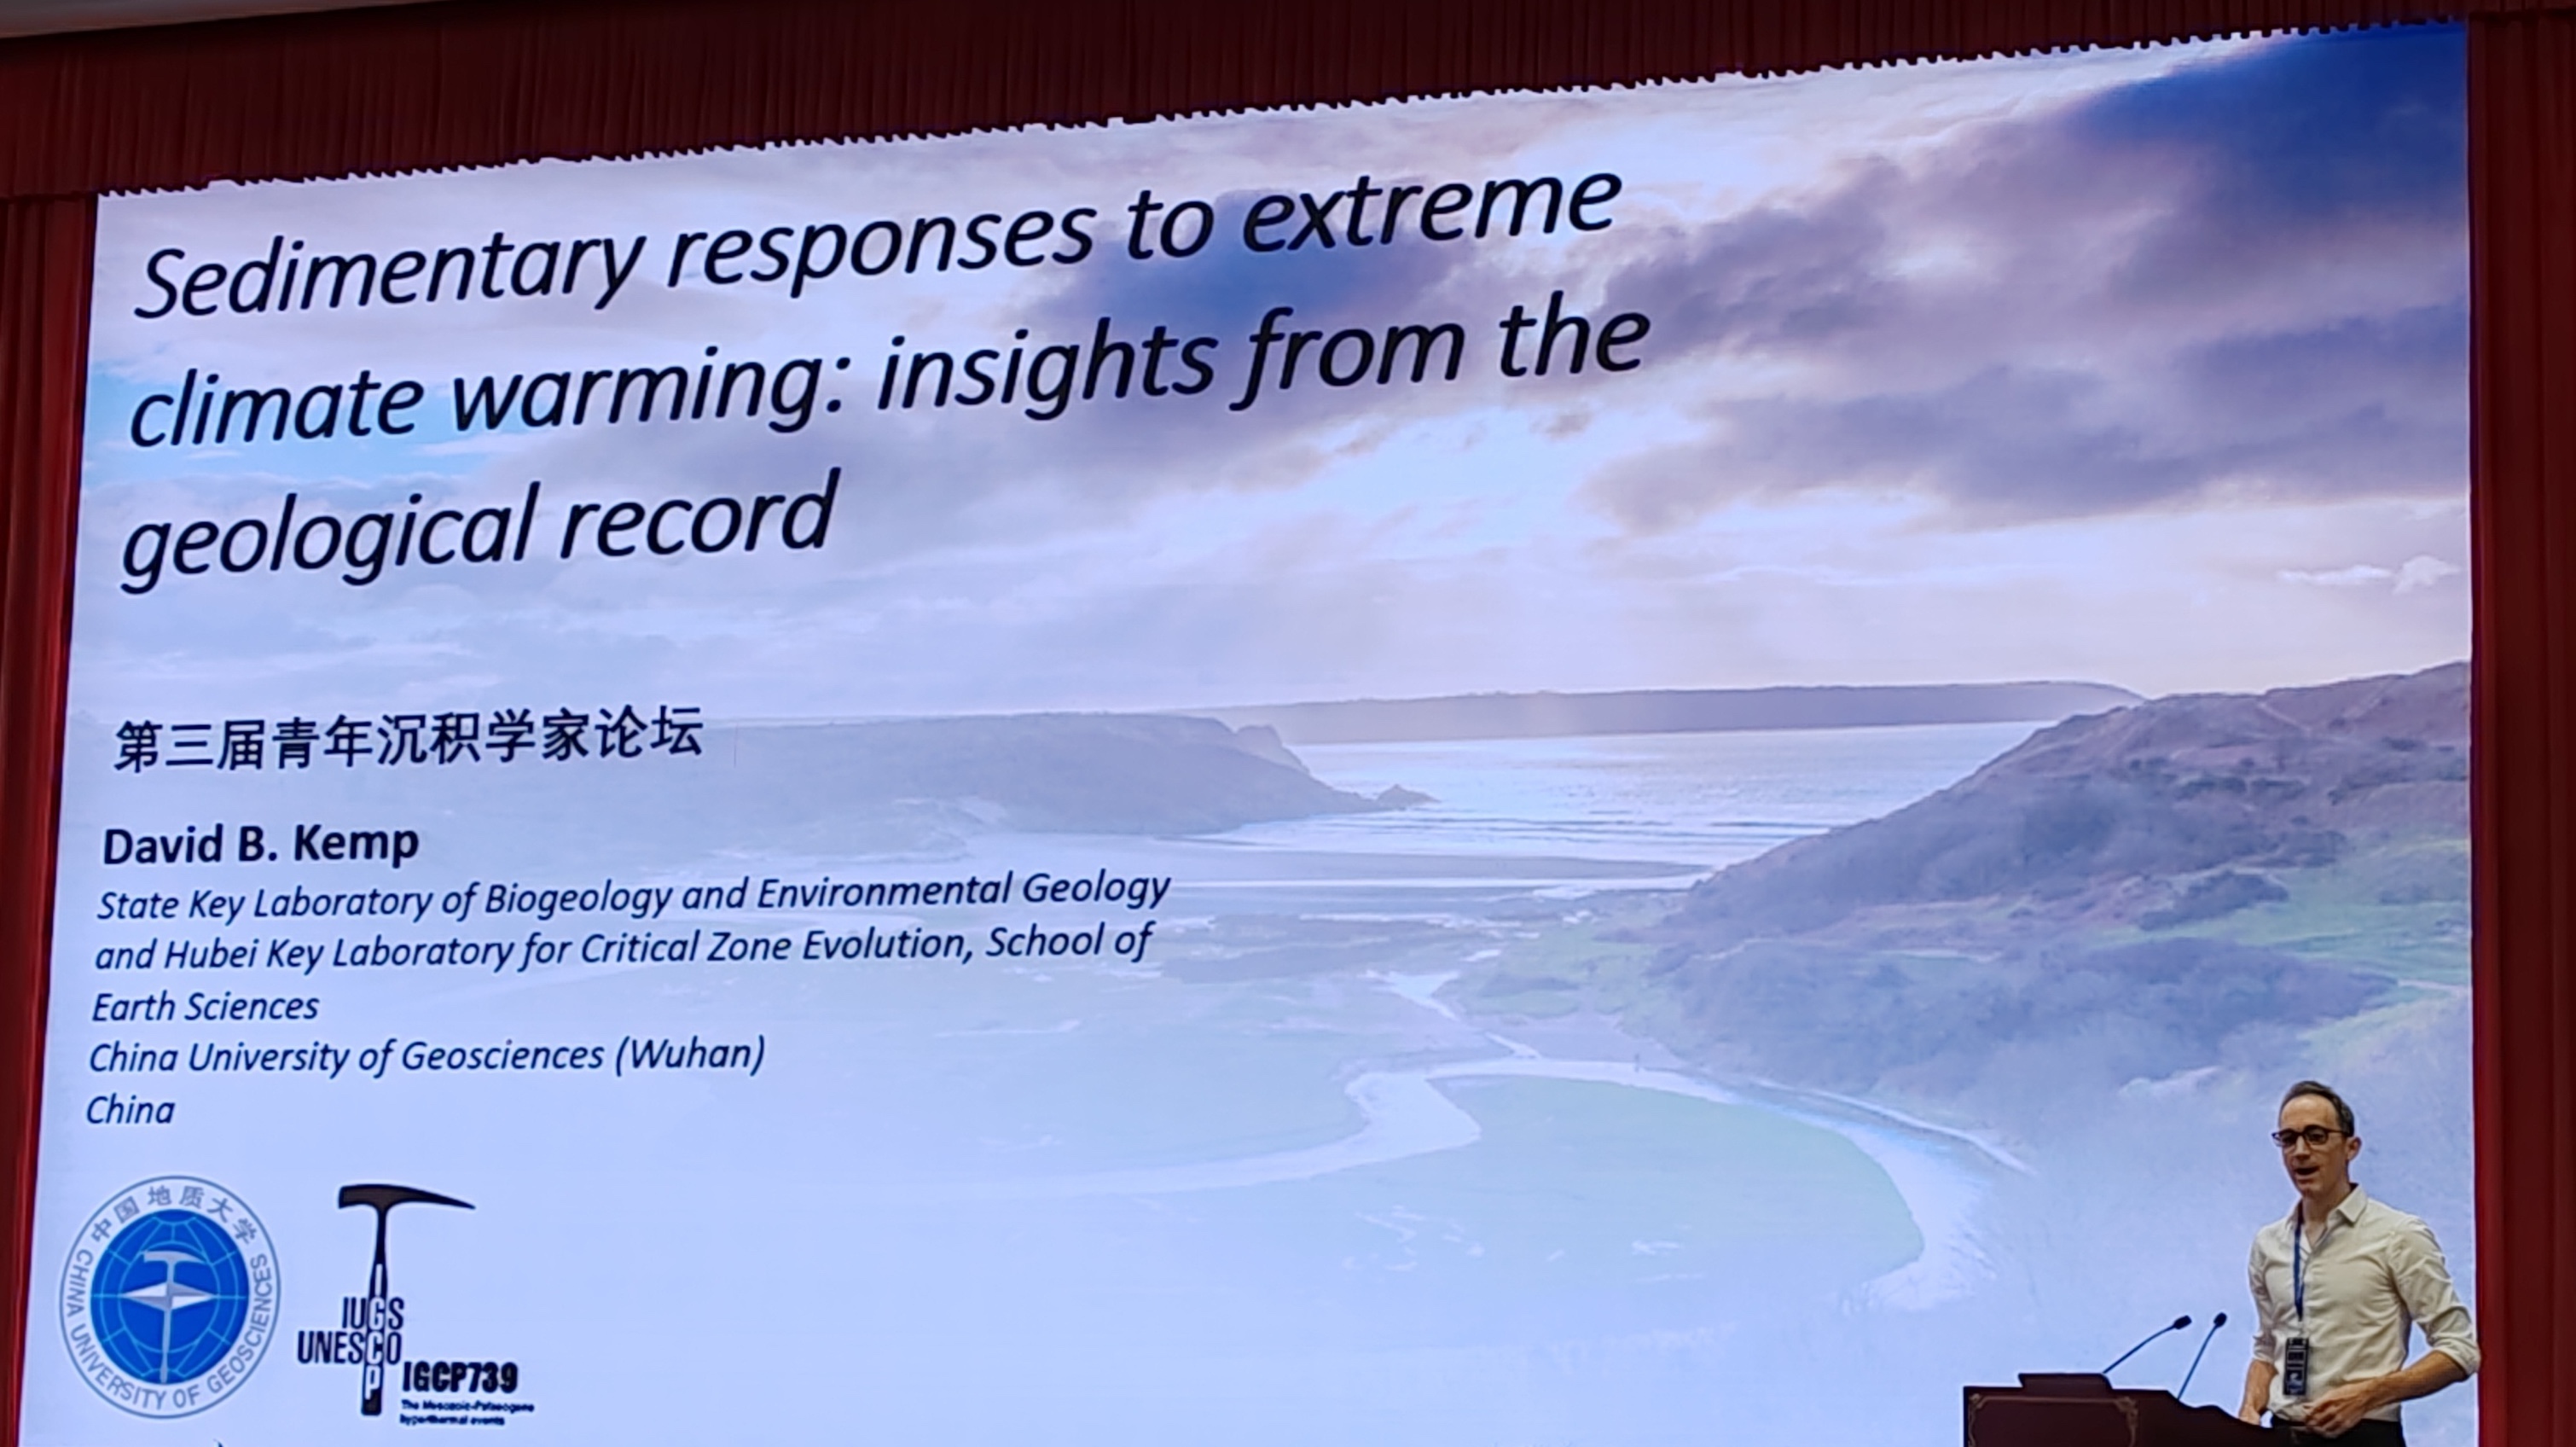 Sedimentary responses to extreme
climate warming: insights from the
geological record
第三届青年沉积学家论坛
David B. Kemp
State Key Laboratory of Biogeology and Environmental Geology
and Hubei Key Laboratory for Critical Zone Evolution, School of
Earth Sciences
China University of Geosciences (Wuhan)
China
中国地质大学
CHINA UNIVERSITY OF GEOSCIENCES
IUGS
UNESCO
IGCP
IGCP739
The Mesozoic-Palaeogene
hyperthermal events